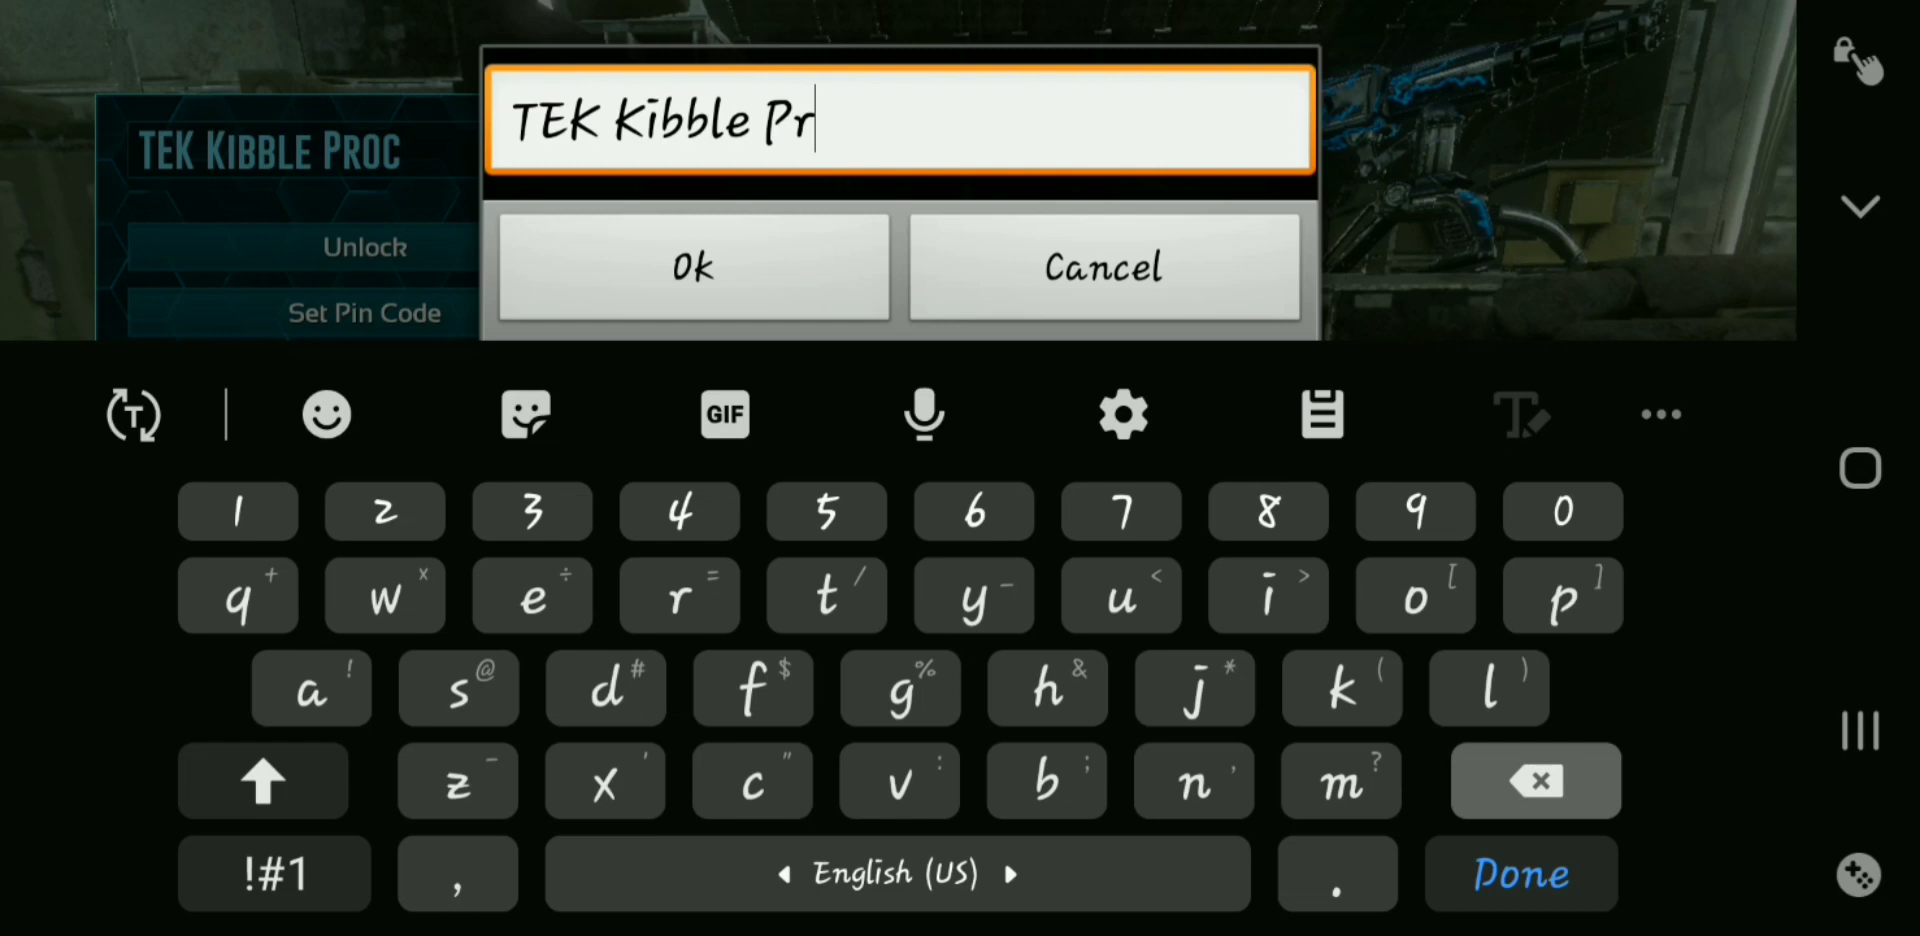 TEK Kibble Pr
TEK KIBBLE PROC
Unlock
Set Pin Code
Ok
Cancel
T
GIF
T
1 2 3 4 5 6 7 8 9 0
q + w × e ÷ r = t / y - u < i > o [ p ]
a ! s @ d # f $ g % h & j * k ( l )
z - x ' c " v : b ; n , m ?
!#1 , English (US) . Done